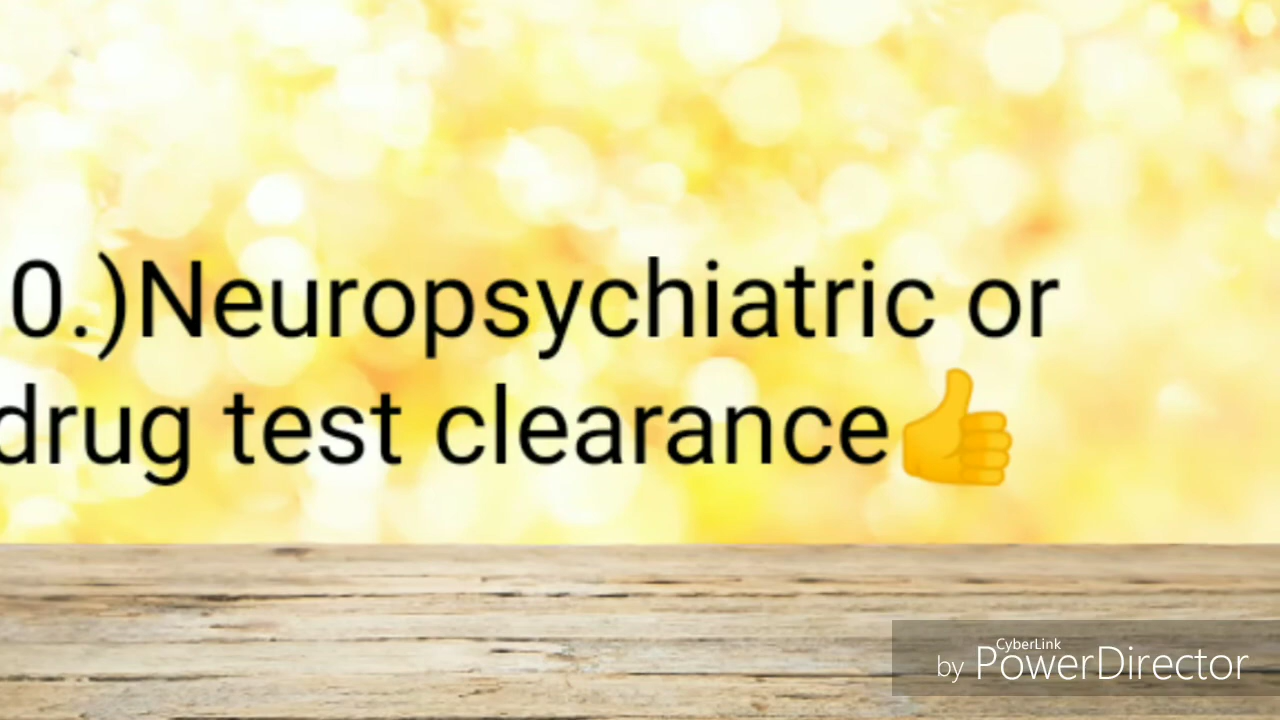 0.)Neuropsychiatric or
drug test clearance👍
CyberLink
by PowerDirector